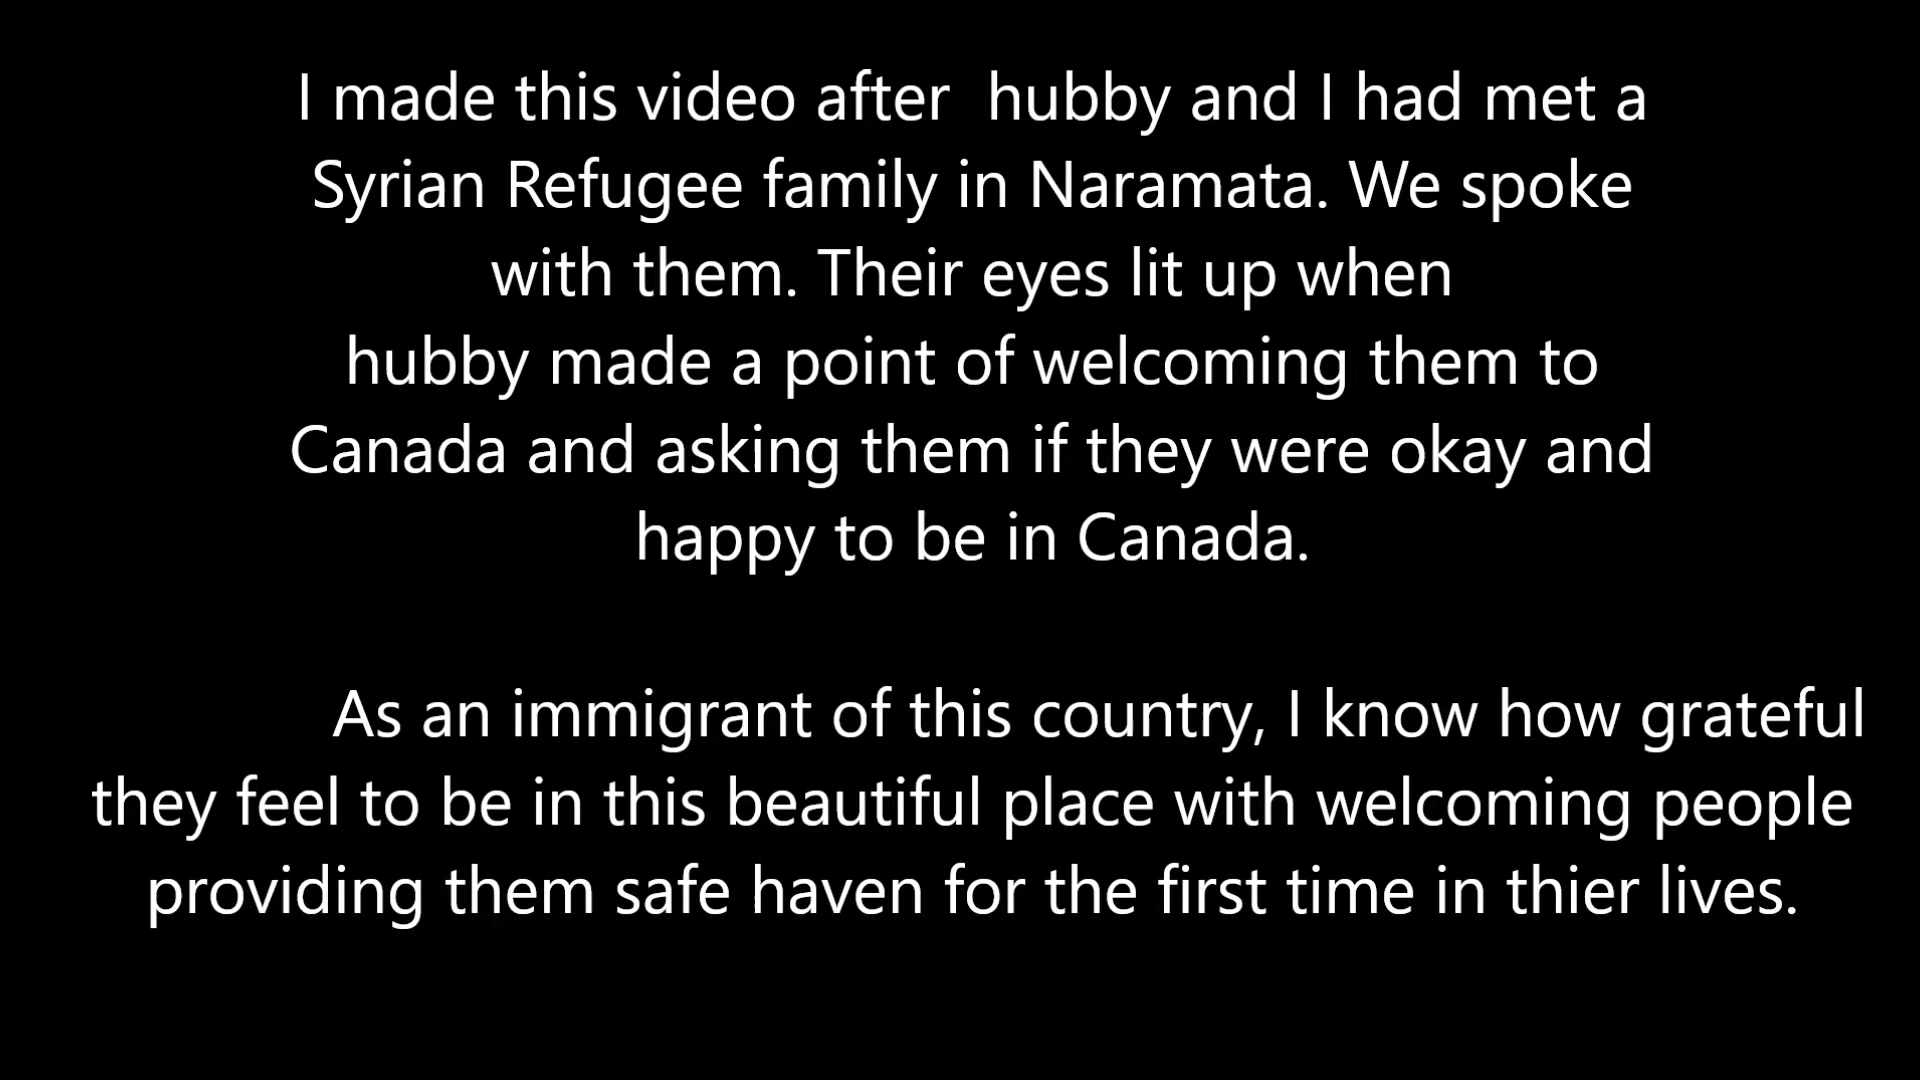 I made this video after  hubby and I had met a
Syrian Refugee family in Naramata. We spoke
with them. Their eyes lit up when
hubby made a point of welcoming them to
Canada and asking them if they were okay and
happy to be in Canada.
As an immigrant of this country, I know how grateful
they feel to be in this beautiful place with welcoming people
providing them safe haven for the first time in thier lives.